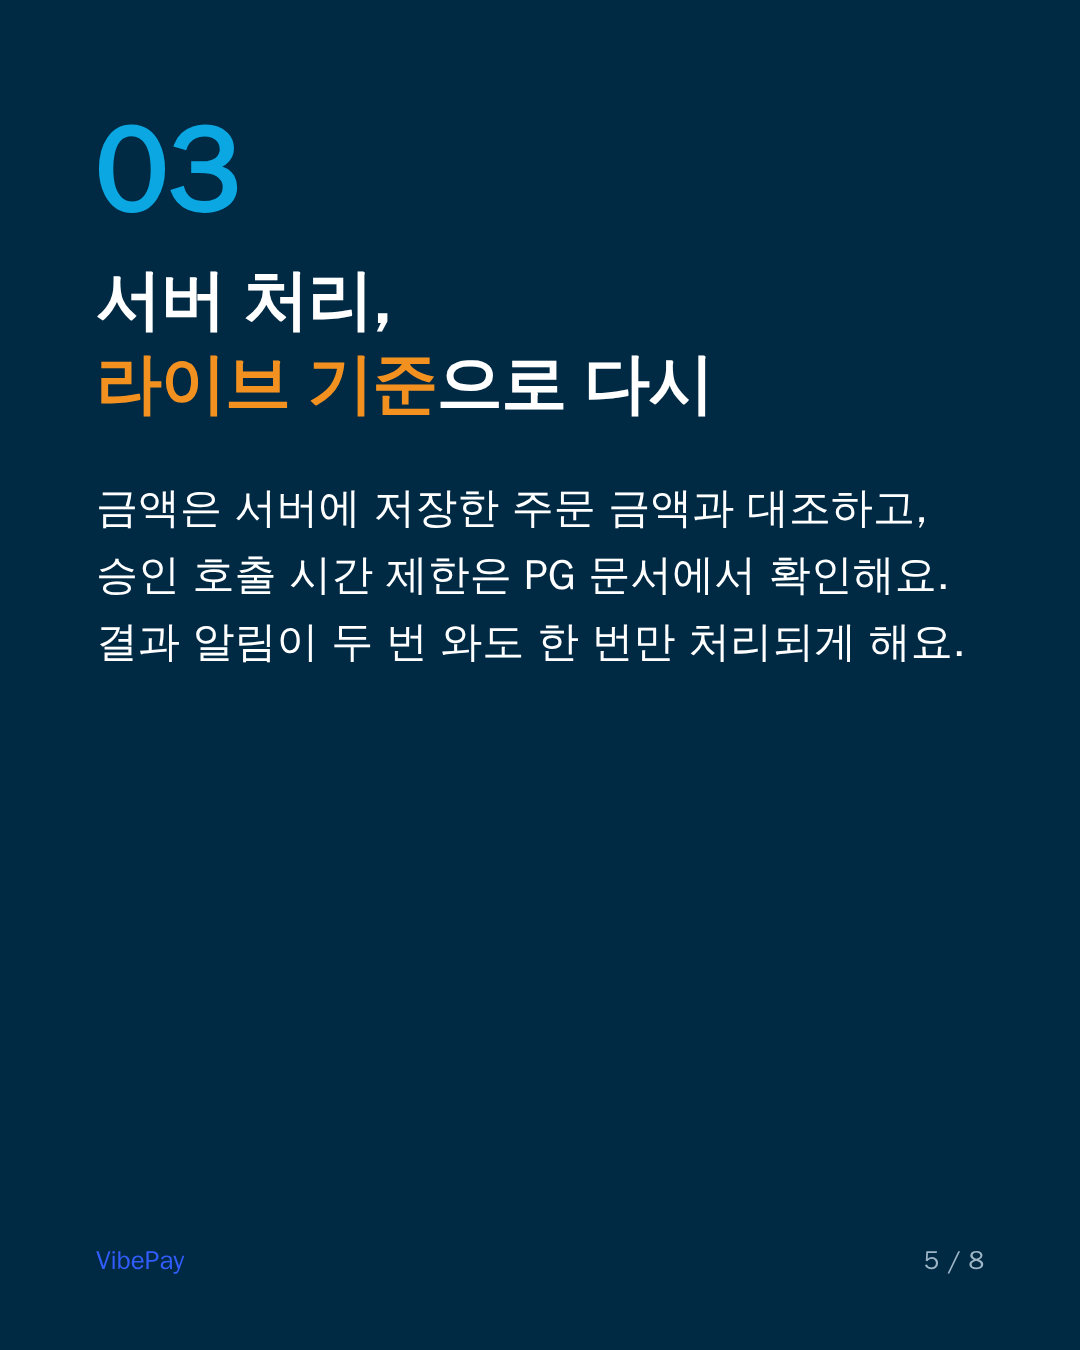 03
서버 처리,
라이브 기준으로 다시
금액은 서버에 저장한 주문 금액과 대조하고,
승인 호출 시간 제한은 PG 문서에서 확인해요.
결과 알림이 두 번 와도 한 번만 처리되게 해요.
VibePay
5 / 8